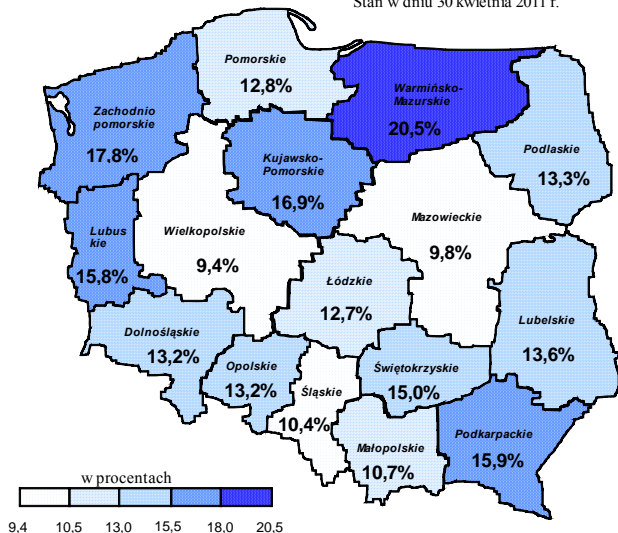 Stan w dniu 30 kwietnia 2011 r.
Pomorskie
12,8%
Warmińsko-
Mazurskie
20,5%
Zachodnio
pomorskie
17,8%
Kujawsko-
Pomorskie
16,9%
Podlaskie
13,3%
Lubus
kie
15,8%
Wielkopolskie
9,4%
Mazowieckie
9,8%
Łódzkie
12,7%
Lubelskie
13,6%
Dolnośląskie
13,2%
Opolskie
13,2%
Śląskie
10,4%
Świętokrzyskie
15,0%
Małopolskie
10,7%
Podkarpackie
15,9%
w procentach
9,4 10,5 13,0 15,5 18,0 20,5